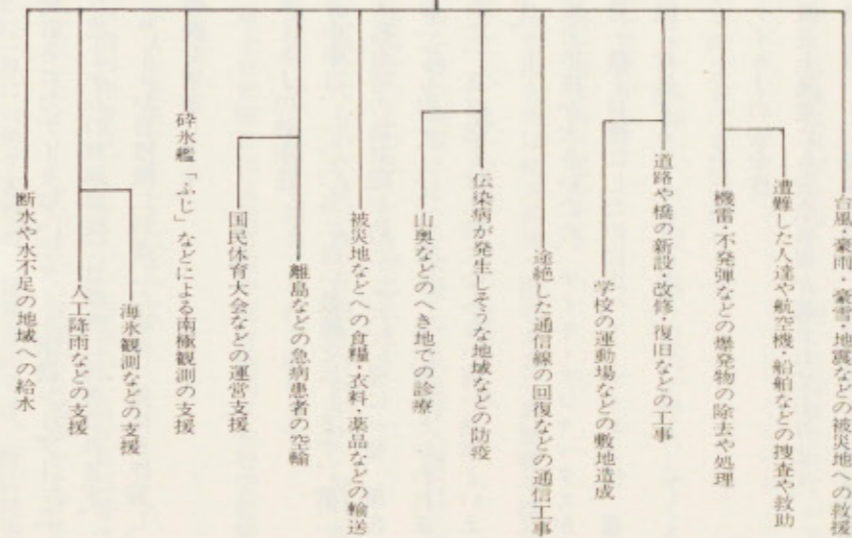 台風・豪雨・豪雪・地震などの被災地への救援
遭難した人達や航空機・船舶などの捜査や救助
機雷・不発弾などの爆発物の除去や処理
道路や橋の新設・改修・復旧などの工事
学校の運動場などの敷地造成
途絶した通信線の回復などの通信工事
伝染病が発生しそうな地域などの防疫
山奥などのへき地での診療
被災地などへの食糧・衣料・薬品などの輸送
離島などの急病患者の空輸
国民体育大会などの運営支援
砕氷艦「ふじ」などによる南極観測の支援
海氷観測などの支援
人工降雨などの支援
断水や水不足の地域への給水